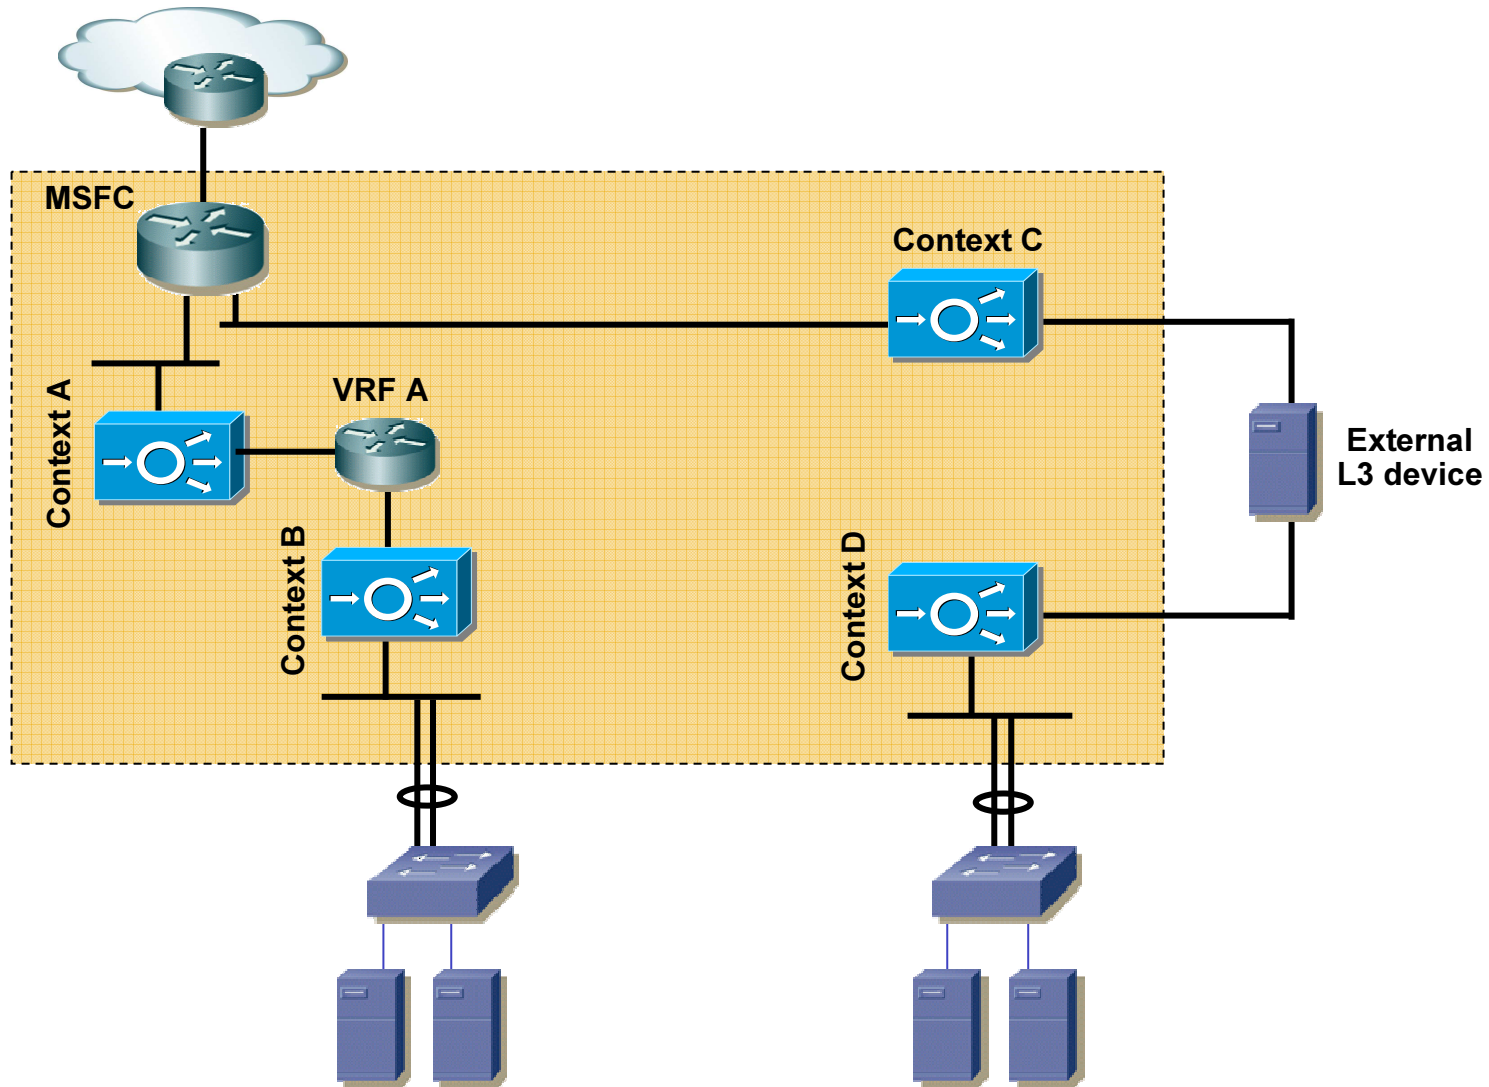 MSFC
Context C
VRF A
Context A
External
L3 device
Context B
Context D